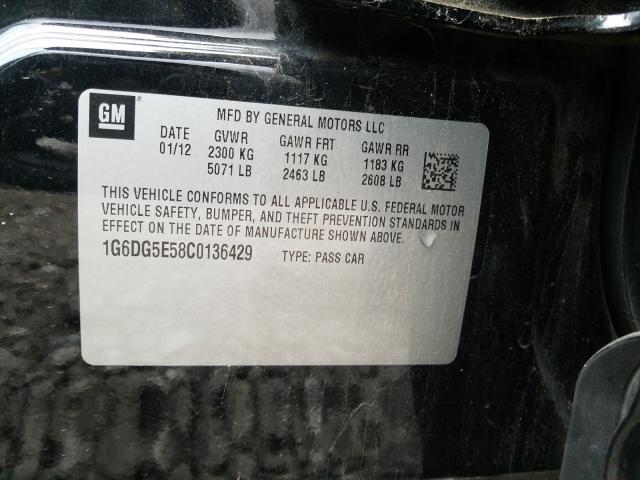 GM
MFD BY GENERAL MOTORS LLC
DATE GVWR GAWR FRT GAWR RR
01/12 2300 KG 1117 KG 1183 KG
5071 LB 2463 LB 2608 LB
THIS VEHICLE CONFORMS TO ALL APPLICABLE U.S. FEDERAL MOTOR
VEHICLE SAFETY, BUMPER, AND THEFT PREVENTION STANDARDS IN
EFFECT ON THE DATE OF MANUFACTURE SHOWN ABOVE.
1G6DG5E58C0136429 TYPE: PASS CAR